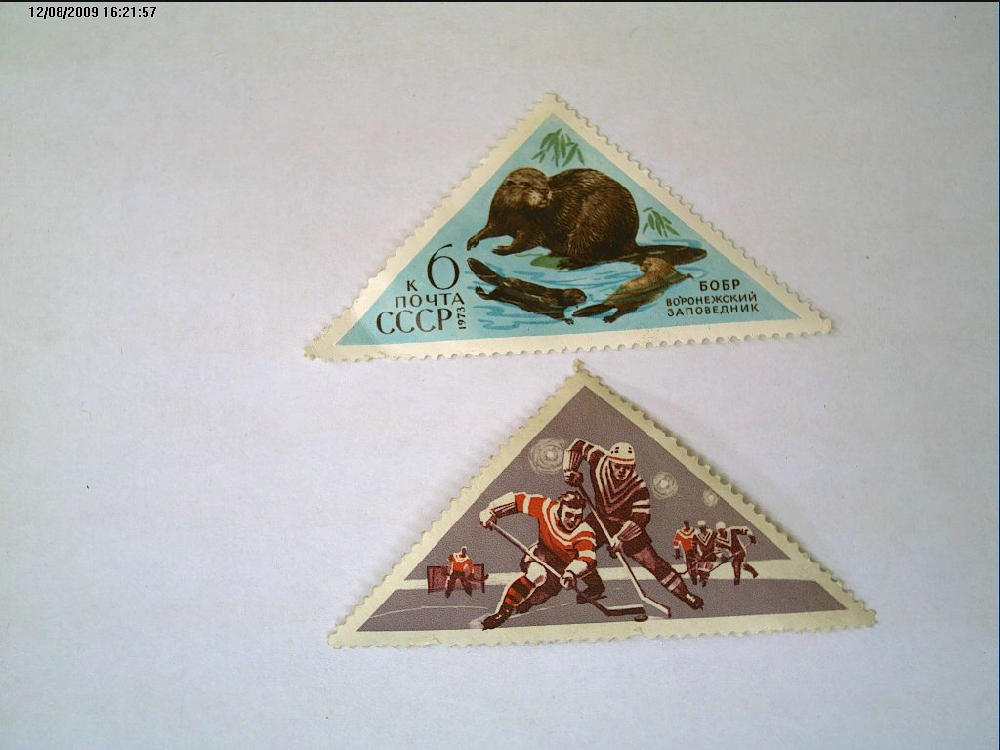 12/08/2009 16:21:57
6
К
ПОЧТА
СССР
1973
БОБР
ВОРОНЕЖСКИЙ
ЗАПОВЕДНИК